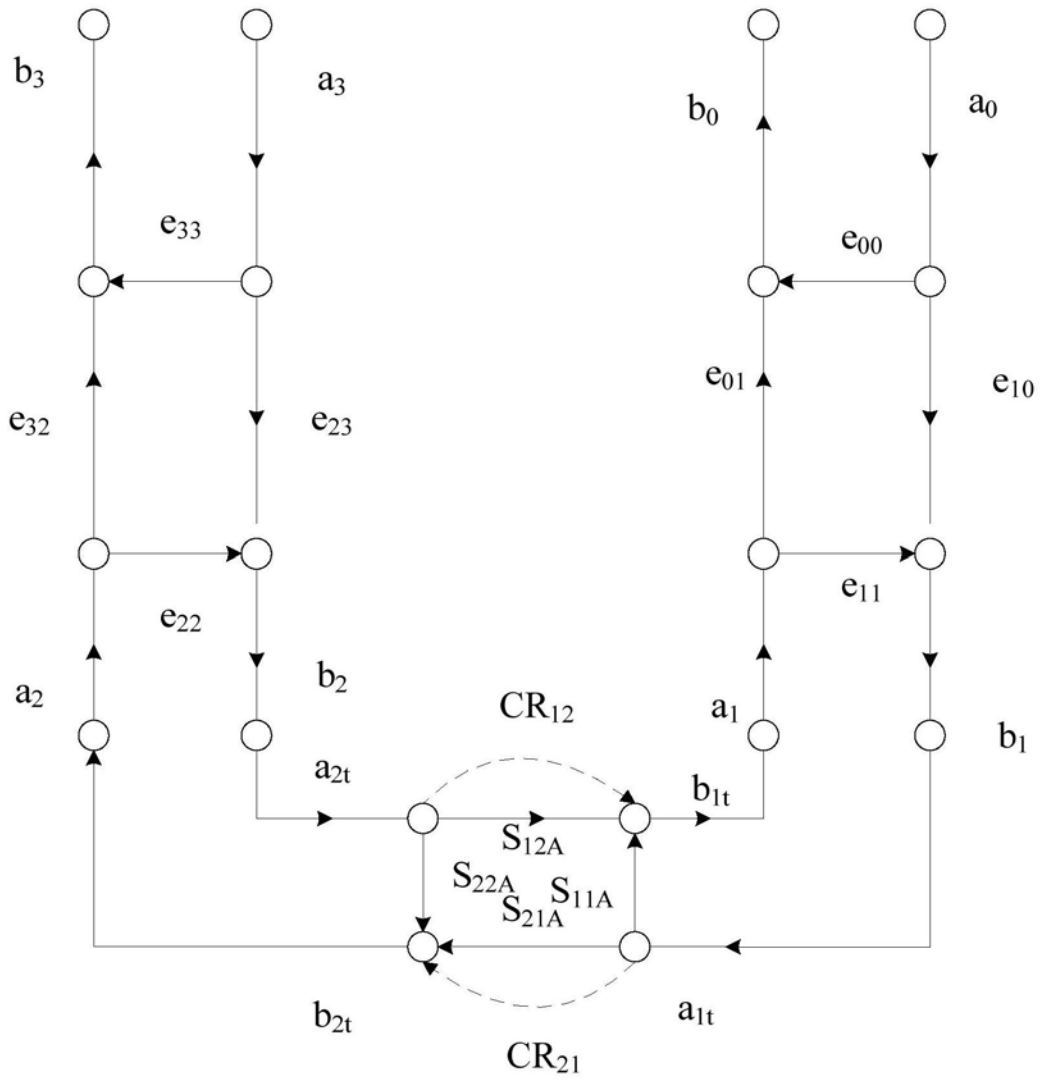 b₃
a₃
b₀
a₀
e₃₃
e₀₀
e₃₂
e₂₃
e₀₁
e₁₀
e₂₂
e₁₁
a₂
b₂
CR₁₂
a₁
b₁
a₂ₜ
b₁ₜ
S₁₂A
S₂₂A
S₁₁A
S₂₁A
b₂ₜ
a₁ₜ
CR₂₁